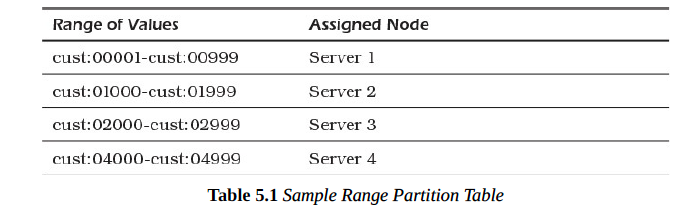 Range of Values Assigned Node
cust:00001-cust:00999 Server 1
cust:01000-cust:01999 Server 2
cust:02000-cust:02999 Server 3
cust:04000-cust:04999 Server 4
Table 5.1 Sample Range Partition Table